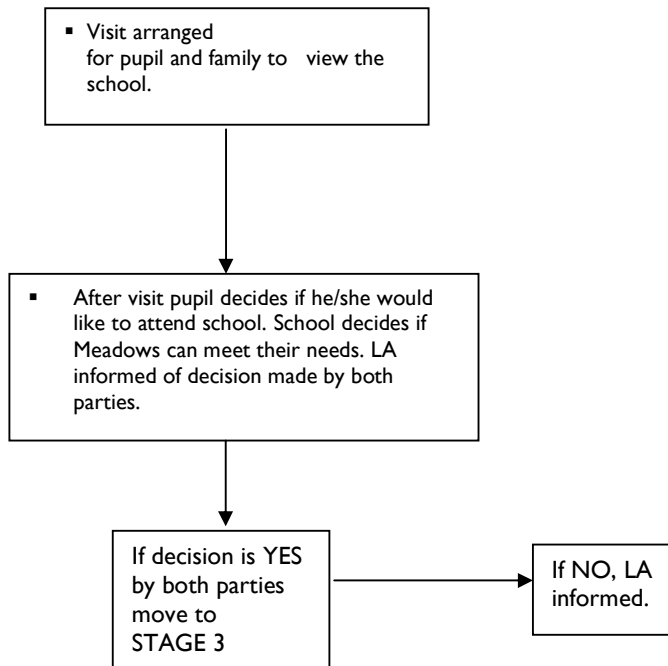 ▪ Visit arranged
for pupil and family to view the
school.
▪ After visit pupil decides if he/she would
like to attend school. School decides if
Meadows can meet their needs. LA
informed of decision made by both
parties.
If decision is YES
by both parties
move to
STAGE 3
If NO, LA
informed.